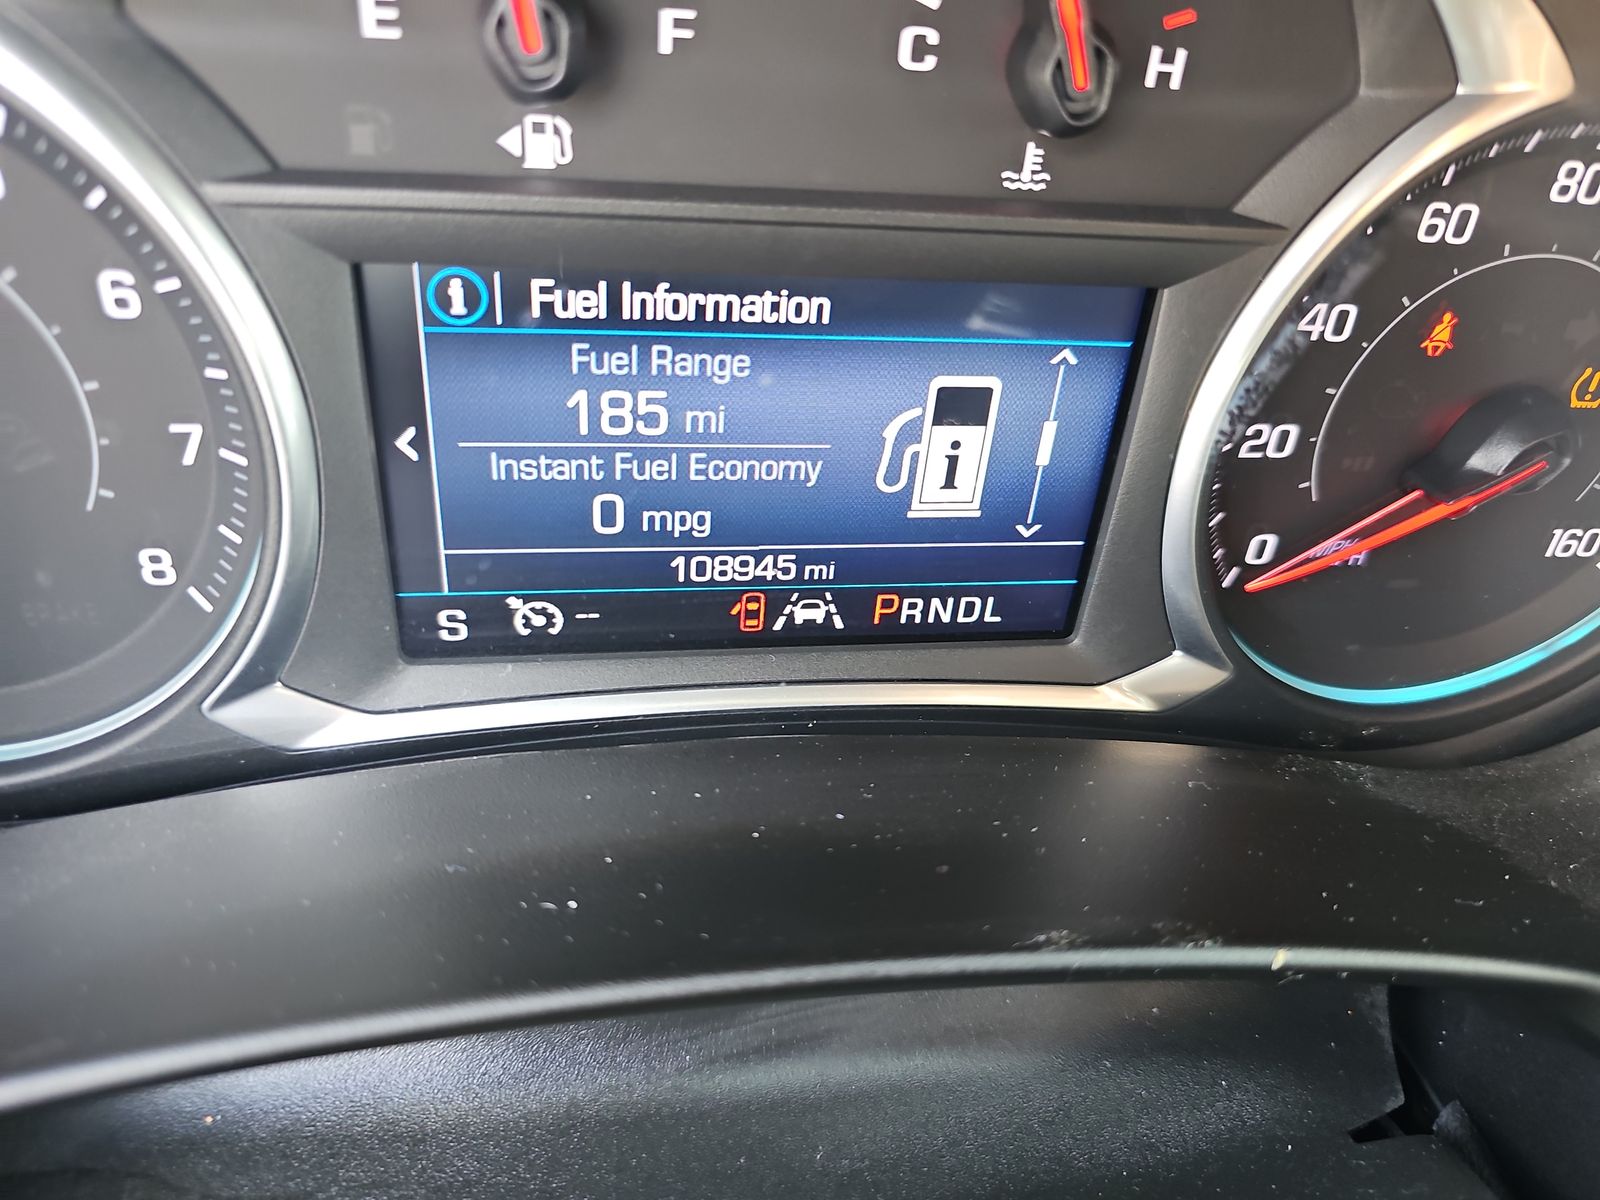 E F C H
60 80
6 40
7 20
8 0 MPH 160
i Fuel Information
Fuel Range
185 mi
Instant Fuel Economy
0 mpg
i
108945 mi
S -- PRNDL